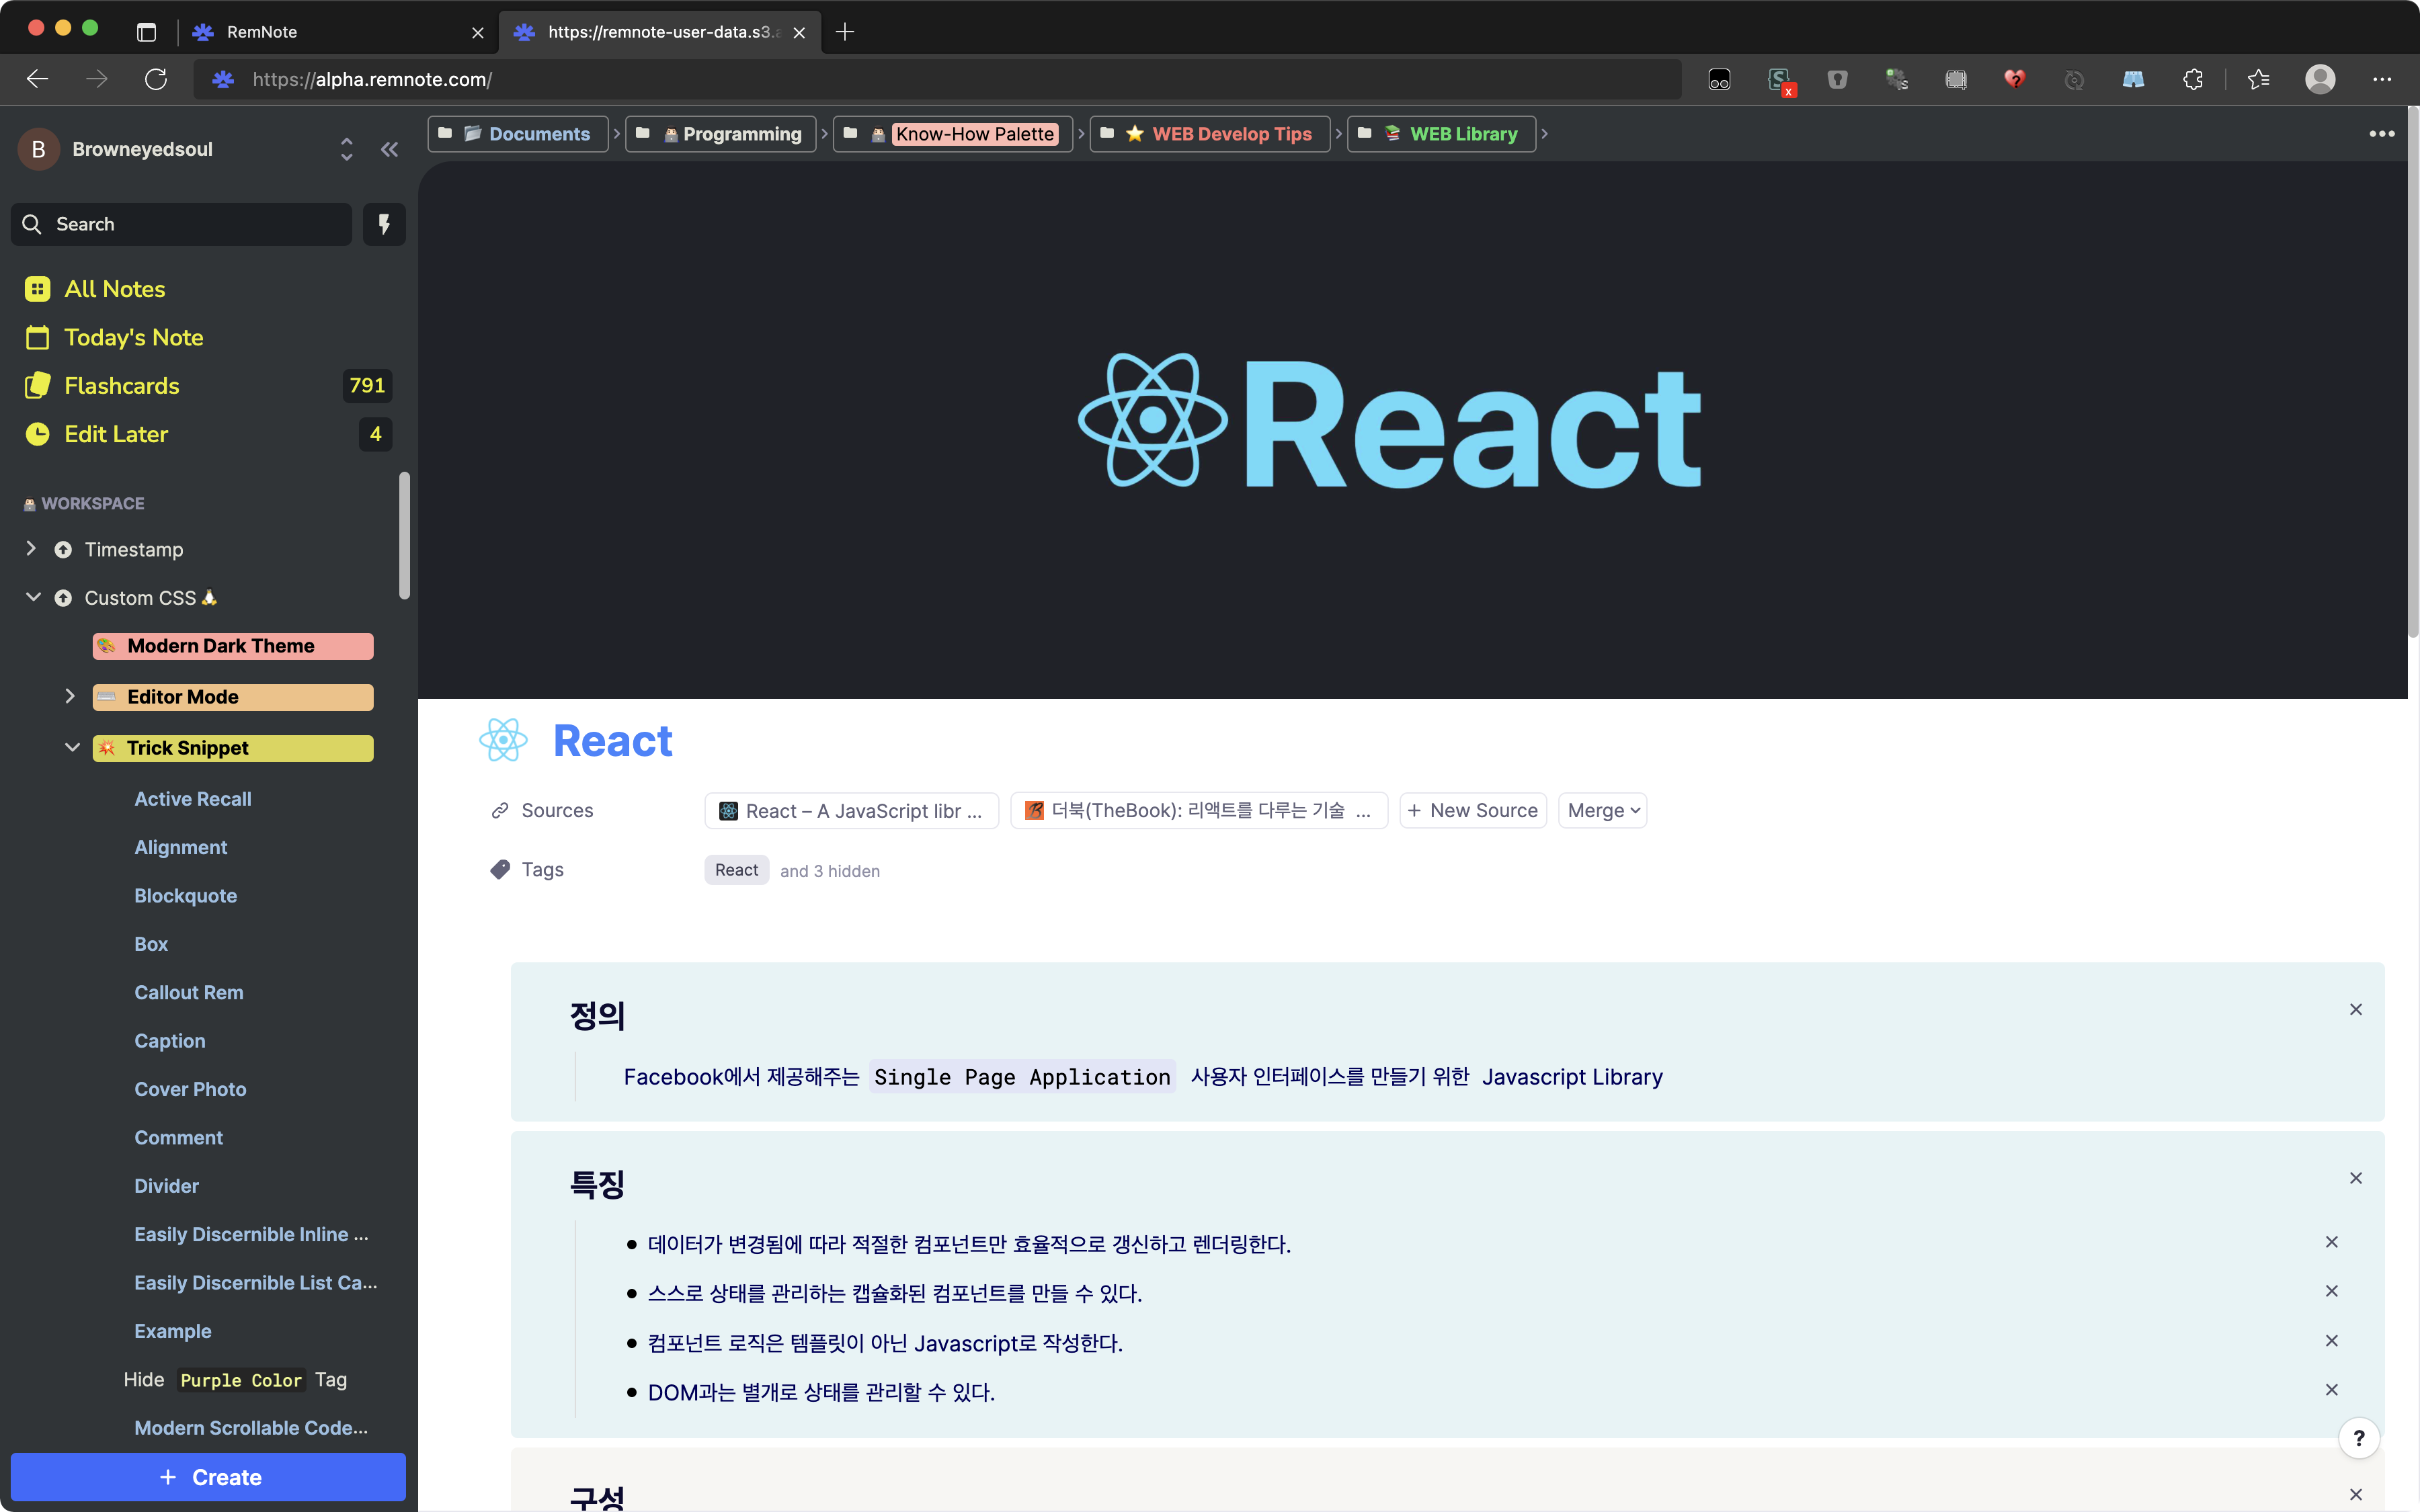 RemNote
https://remnote-user-data.s3.a
https://alpha.remnote.com/
B Browneyedsoul
Documents
Programming
Know-How Palette
WEB Develop Tips
WEB Library
Search
All Notes
Today's Note
Flashcards 791
Edit Later 4
WORKSPACE
Timestamp
Custom CSS
Modern Dark Theme
Editor Mode
Trick Snippet
Active Recall
Alignment
Blockquote
Box
Callout Rem
Caption
Cover Photo
Comment
Divider
Easily Discernible Inline ...
Easily Discernible List Ca...
Example
Hide Purple Color Tag
Modern Scrollable Code...
+ Create
React
React
Sources
React – A JavaScript libr ...
더북(TheBook): 리액트를 다루는 기술 ...
+ New Source
Merge
Tags
React
and 3 hidden
정의
Facebook에서 제공해주는 Single Page Application 사용자 인터페이스를 만들기 위한 Javascript Library
특징
데이터가 변경됨에 따라 적절한 컴포넌트만 효율적으로 갱신하고 렌더링한다.
스스로 상태를 관리하는 캡슐화된 컴포넌트를 만들 수 있다.
컴포넌트 로직은 템플릿이 아닌 Javascript로 작성한다.
DOM과는 별개로 상태를 관리할 수 있다.
구성
?